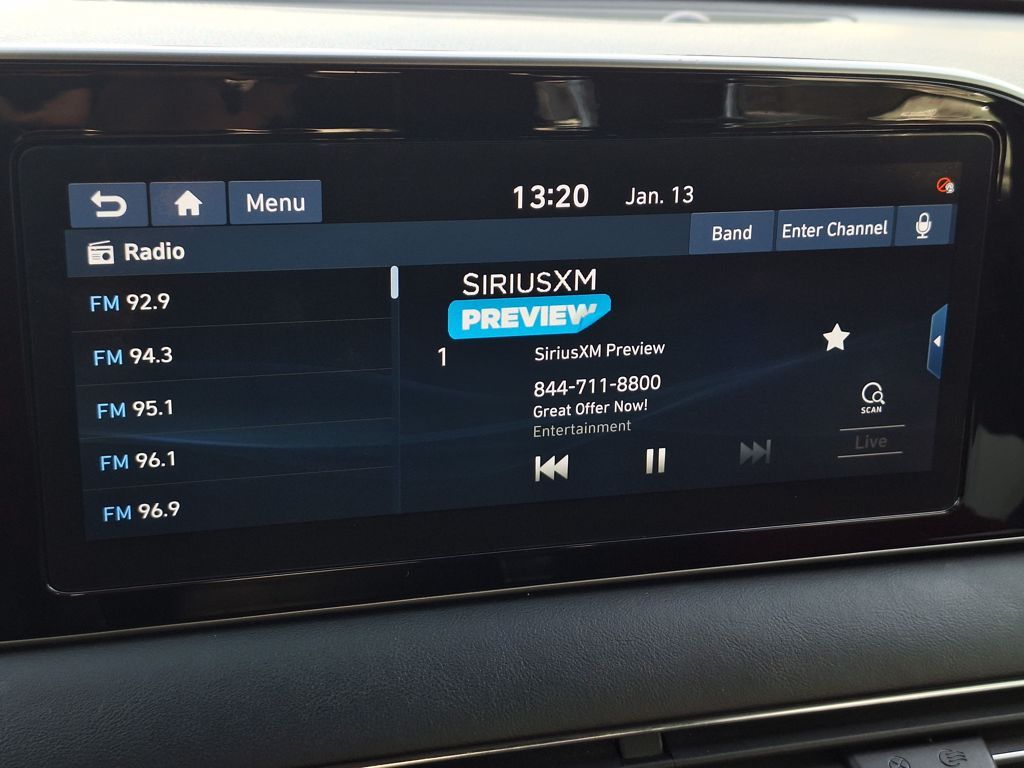 Menu
13:20 Jan. 13
Radio
Band
Enter Channel
FM 92.9
FM 94.3
FM 95.1
FM 96.1
FM 96.9
SIRIUSXM
PREVIEW
1
SiriusXM Preview
844-711-8800
Great Offer Now!
Entertainment
SCAN
Live